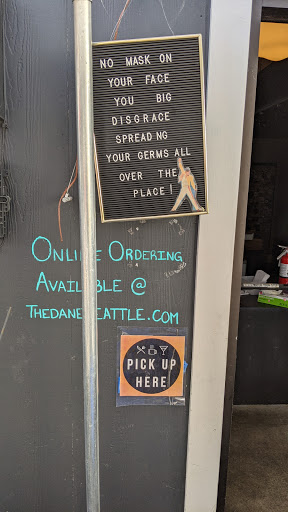 NO MASK ON
YOUR FACE
YOU BIG
DISGRACE
SPREADING
YOUR GERMS ALL
OVER THE
PLACE!
ONLINE ORDERING
AVAILABLE @
THEDANESEATTLE.COM
PICK UP
HERE